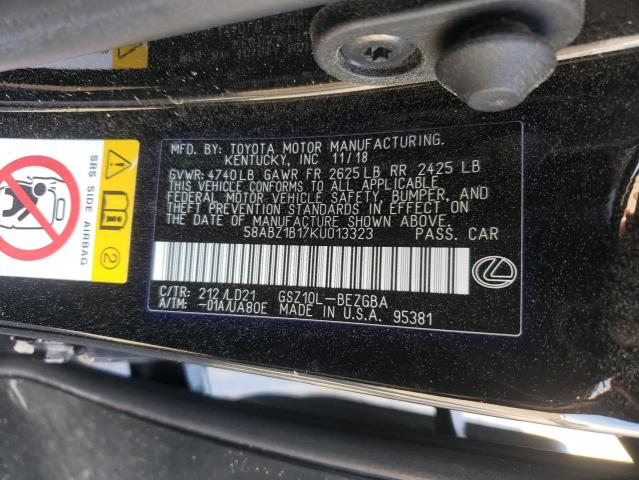 MFD. BY: TOYOTA MOTOR MANUFACTURING.
KENTUCKY, INC 11/18
GVWR: 4740LB GAWR FR 2625 LB RR 2425 LB
THIS VEHICLE CONFORMS TO ALL APPLICABLE
FEDERAL MOTOR VEHICLE SAFETY, BUMPER, AND
THEFT PREVENTION STANDARDS IN EFFECT ON
THE DATE OF MANUFACTURE SHOWN ABOVE.
58ABZ1B17KU013323 PASS. CAR
C/TR: 212/LD21 GSZ10L-BEZGBA
A/TM: -01A/UA80E MADE IN U.S.A. 95381
SRS SIDE AIRBAG
2